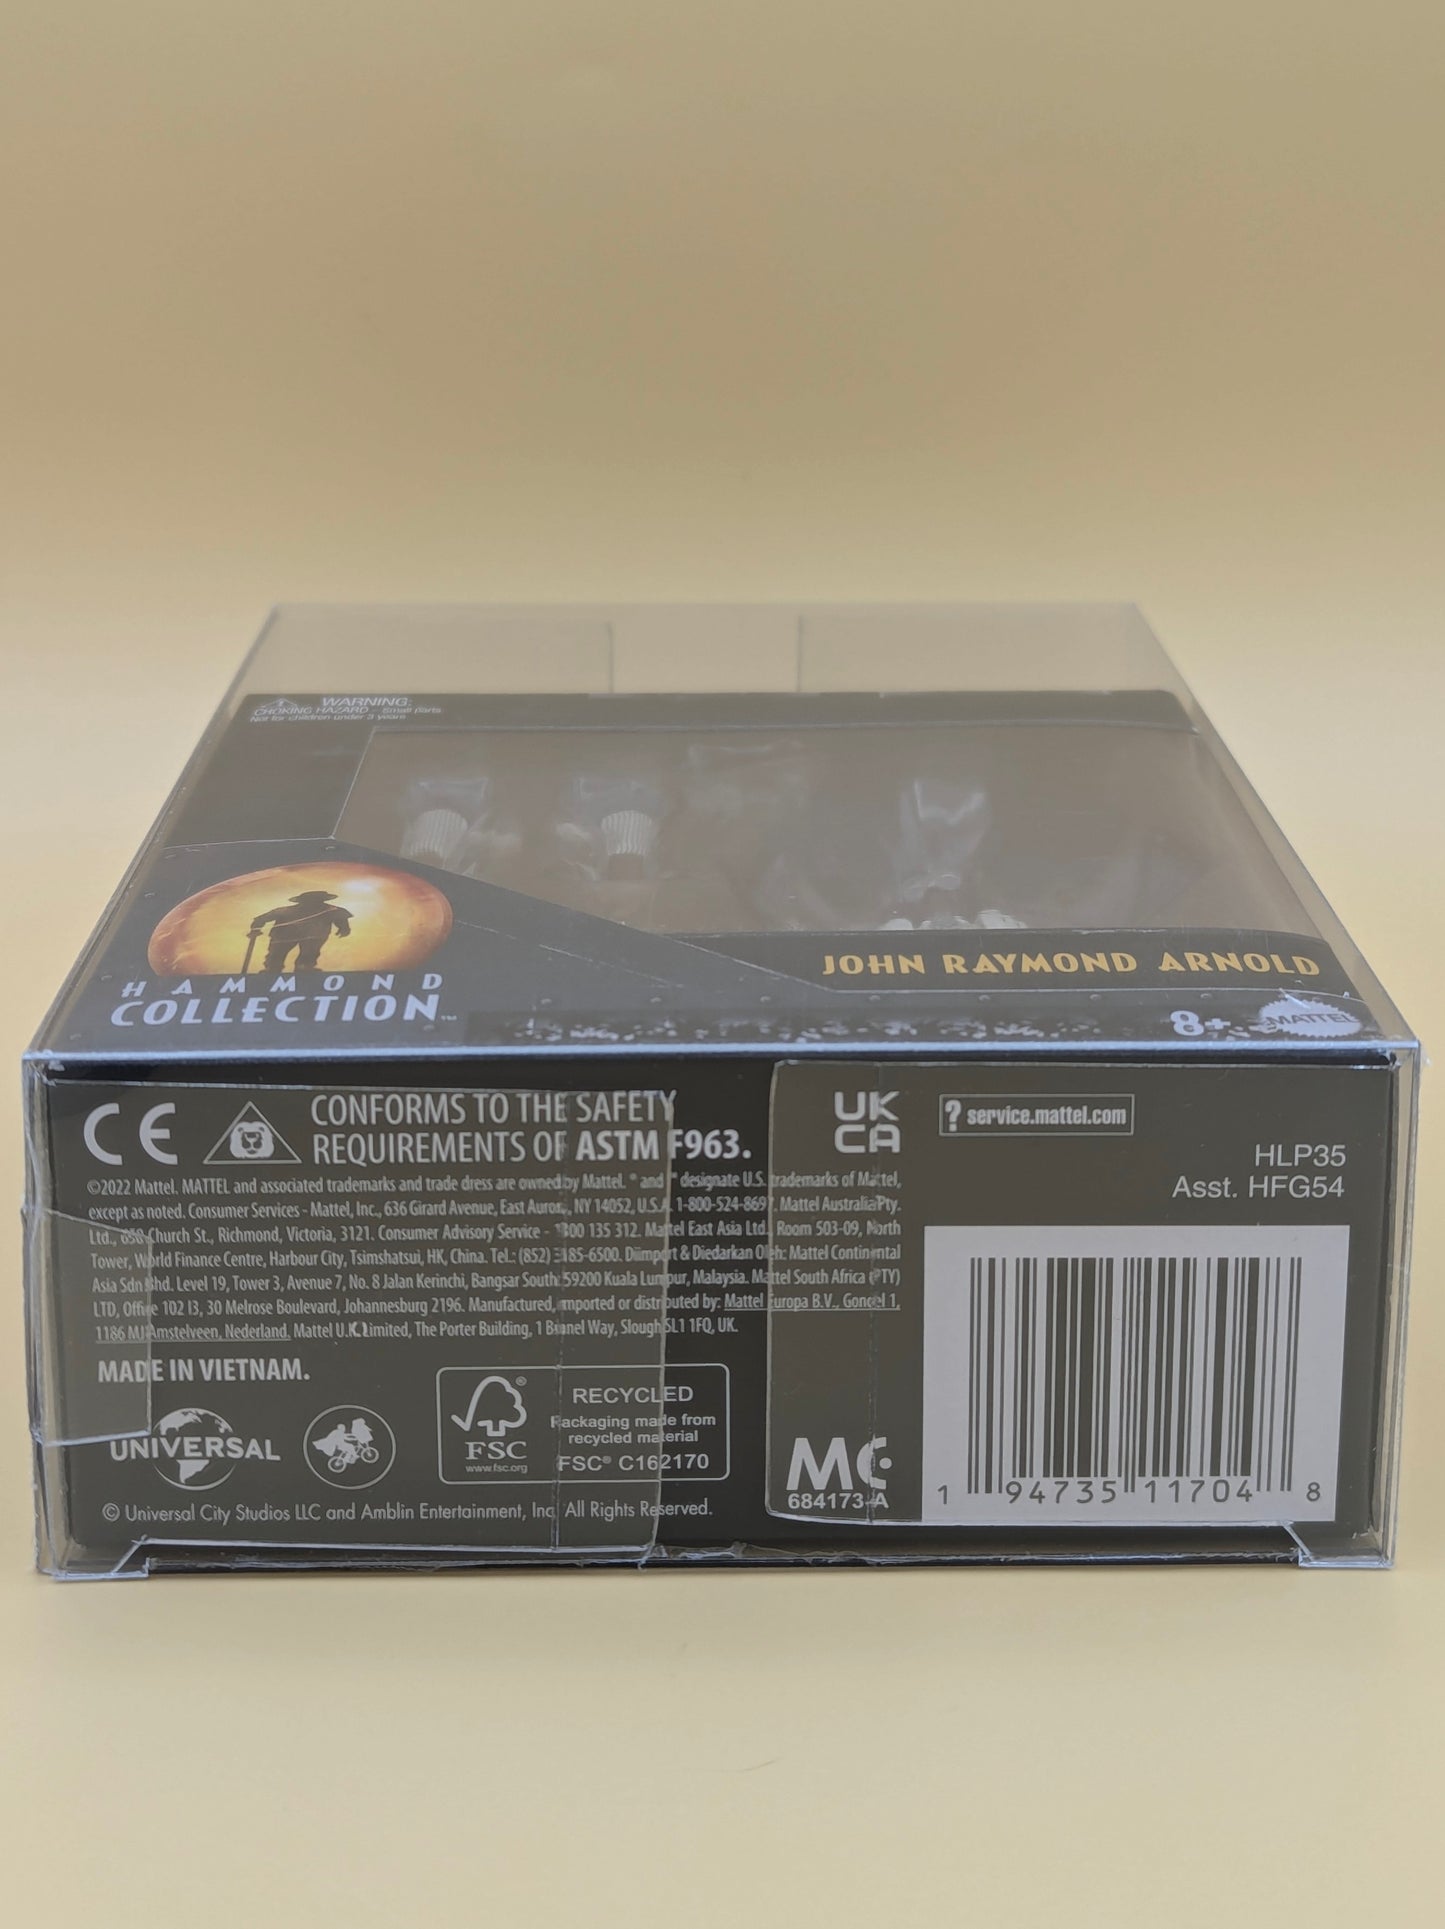 WARNING:
CHOKING HAZARD - Small parts
Not for children under 3 years
HAMMOND
COLLECTION™
JOHN RAYMOND ARNOLD
8+
MATTEL
CE
CONFORMS TO THE SAFETY
REQUIREMENTS OF ASTM F963.
©2022 Mattel. MATTEL and associated trademarks and trade dress are owned by Mattel. ® and ™ designate U.S. trademarks of Mattel,
except as noted. Consumer Services - Mattel, Inc., 636 Girard Avenue, East Aurora, NY 14052, U.S.A. 1-800-524-8697. Mattel Australia Pty.
Ltd., 658 Church St., Richmond, Victoria, 3121. Consumer Advisory Service - 1300 135 312. Mattel East Asia Ltd. Room 503-09, North
Tower, World Finance Centre, Harbour City, Tsimshatsui, HK, China. Tel.: (852) 3185-6500. Diimport & Diedarkan Oleh: Mattel Continental
Asia Sdn Bhd. Level 19, Tower 3, Avenue 7, No. 8 Jalan Kerinchi, Bangsar South, 59200 Kuala Lumpur, Malaysia. Mattel South Africa (PTY)
LTD, Office 102 I3, 30 Melrose Boulevard, Johannesburg 2196. Manufactured, imported or distributed by: Mattel Europa B.V., Gondel 1,
1186 MJ Amstelveen, Nederland. Mattel U.K. Limited, The Porter Building, 1 Brunel Way, Slough SL1 1FQ, UK.
MADE IN VIETNAM.
UNIVERSAL
FSC®
www.fsc.org
RECYCLED
Packaging made from
recycled material
FSC® C162170
© Universal City Studios LLC and Amblin Entertainment, Inc. All Rights Reserved.
UK
CA
? service.mattel.com
HLP35
Asst. HFG54
684173-A
1 94735 11704 8